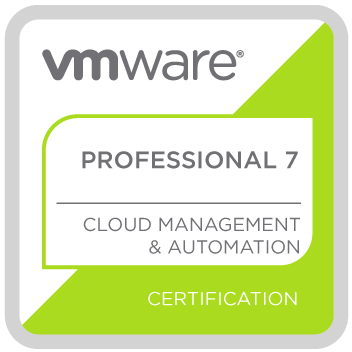 vmware®
PROFESSIONAL 7
CLOUD MANAGEMENT
& AUTOMATION
CERTIFICATION